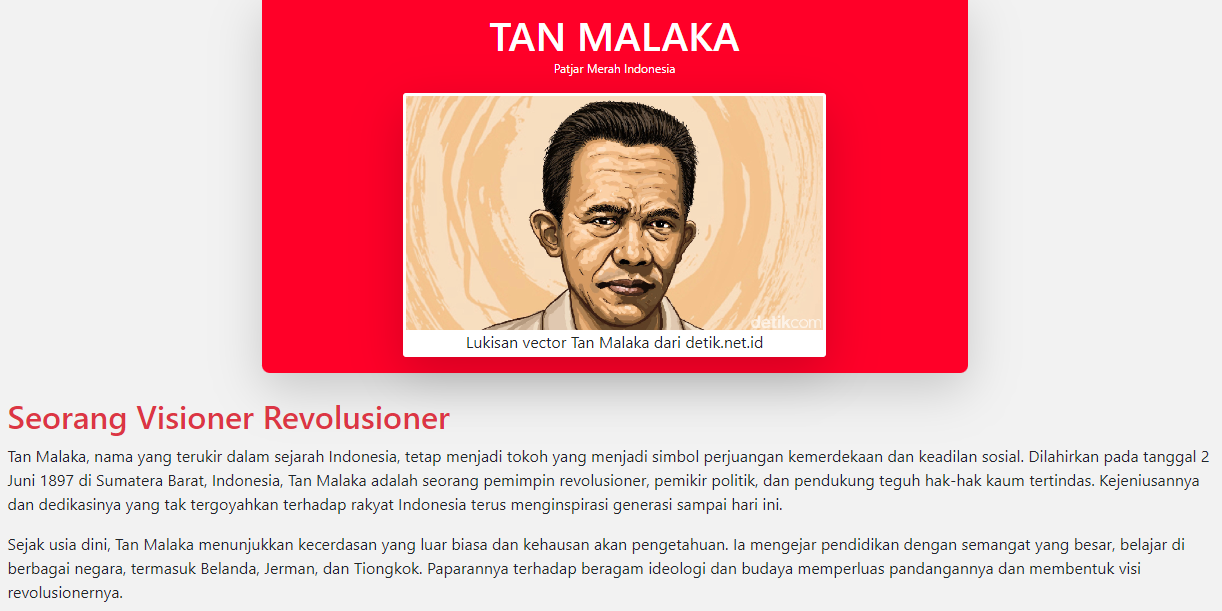 TAN MALAKA
Patjar Merah Indonesia
detikcom
Lukisan vector Tan Malaka dari detik.net.id
Seorang Visioner Revolusioner
Tan Malaka, nama yang terukir dalam sejarah Indonesia, tetap menjadi tokoh yang menjadi simbol perjuangan kemerdekaan dan keadilan sosial. Dilahirkan pada tanggal 2
Juni 1897 di Sumatera Barat, Indonesia, Tan Malaka adalah seorang pemimpin revolusioner, pemikir politik, dan pendukung teguh hak-hak kaum tertindas. Kejeniusannya
dan dedikasinya yang tak tergoyahkan terhadap rakyat Indonesia terus menginspirasi generasi sampai hari ini.
Sejak usia dini, Tan Malaka menunjukkan kecerdasan yang luar biasa dan kehausan akan pengetahuan. Ia mengejar pendidikan dengan semangat yang besar, belajar di
berbagai negara, termasuk Belanda, Jerman, dan Tiongkok. Paparannya terhadap beragam ideologi dan budaya memperluas pandangannya dan membentuk visi
revolusionernya.